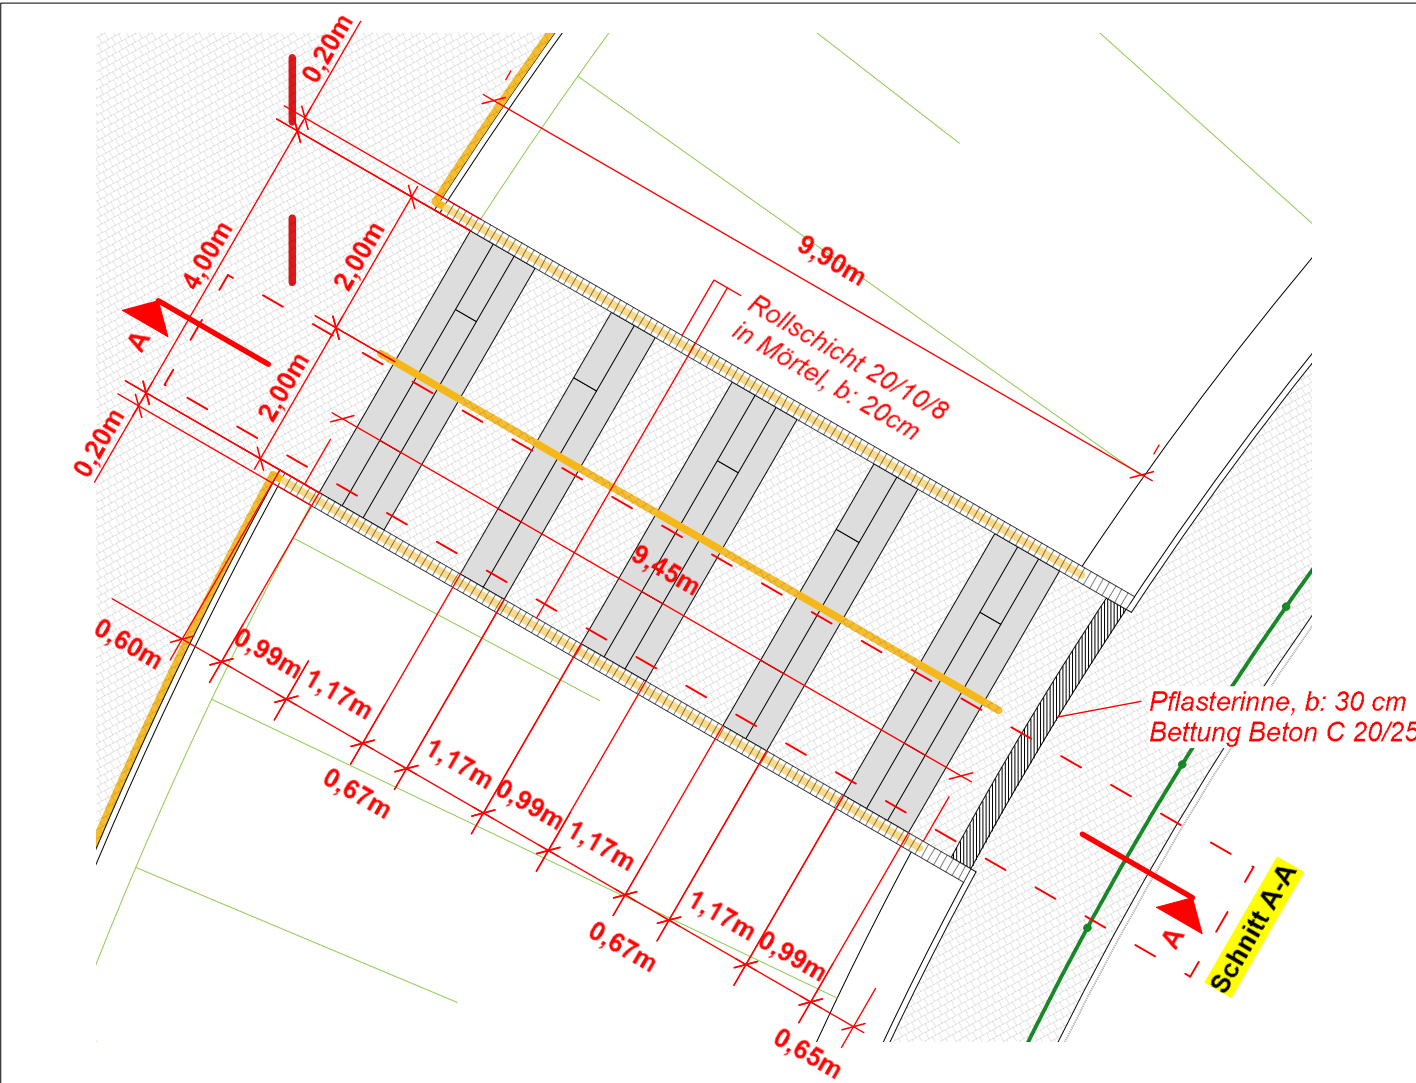 0,20m
4,00m
2,00m
9,90m
Rollschicht 20/10/8
in Mörtel, b: 20cm
A
2,00m
0,20m
9,45m
0,60m
0,99m
1,17m
0,67m
1,17m
0,99m
1,17m
0,67m
1,17m
0,99m
0,65m
Pflasterinne, b: 30 cm
Bettung Beton C 20/25
A
Schnitt A-A